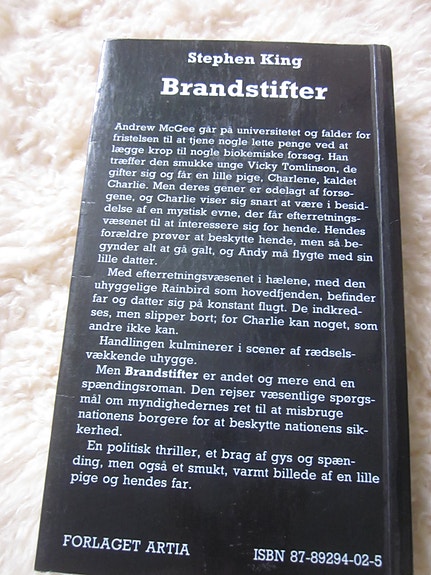 Stephen King
Brandstifter
Andrew McGee går på universitetet og falder for
fristelsen til at tjene nogle lette penge ved at
lægge krop til nogle biokemiske forsøg. Han
træffer den smukke unge Vicky Tomlinson, de
gifter sig og får en lille pige, Charlene, kaldet
Charlie. Men deres gener er ødelagt af forsø-
gene, og Charlie viser sig snart at være i besid-
delse af en mystisk evne, der får efterretnings-
væsenet til at interessere sig for hende. Hendes
forældre prøver at beskytte hende, men så be-
gynder alt at gå galt, og Andy må flygte med sin
lille datter.
Med efterretningsvæsenet i hælene, med den
uhyggelige Rainbird som hovedfjenden, befinder
far og datter sig på konstant flugt. De indkred-
ses, men slipper bort; for Charlie kan noget, som
andre ikke kan.
Handlingen kulminerer i scener af rædsels-
vækkende uhygge.
Men Brandstifter er andet og mere end en
spændingsroman. Den rejser væsentlige spørgs-
mål om myndighedernes ret til at misbruge
nationens borgere for at beskytte nationens sik-
kerhed.
En politisk thriller, et brag af gys og spæn-
ding, men også et smukt, varmt billede af en lille
pige og hendes far.
FORLAGET ARTIA
ISBN 87-89294-02-5